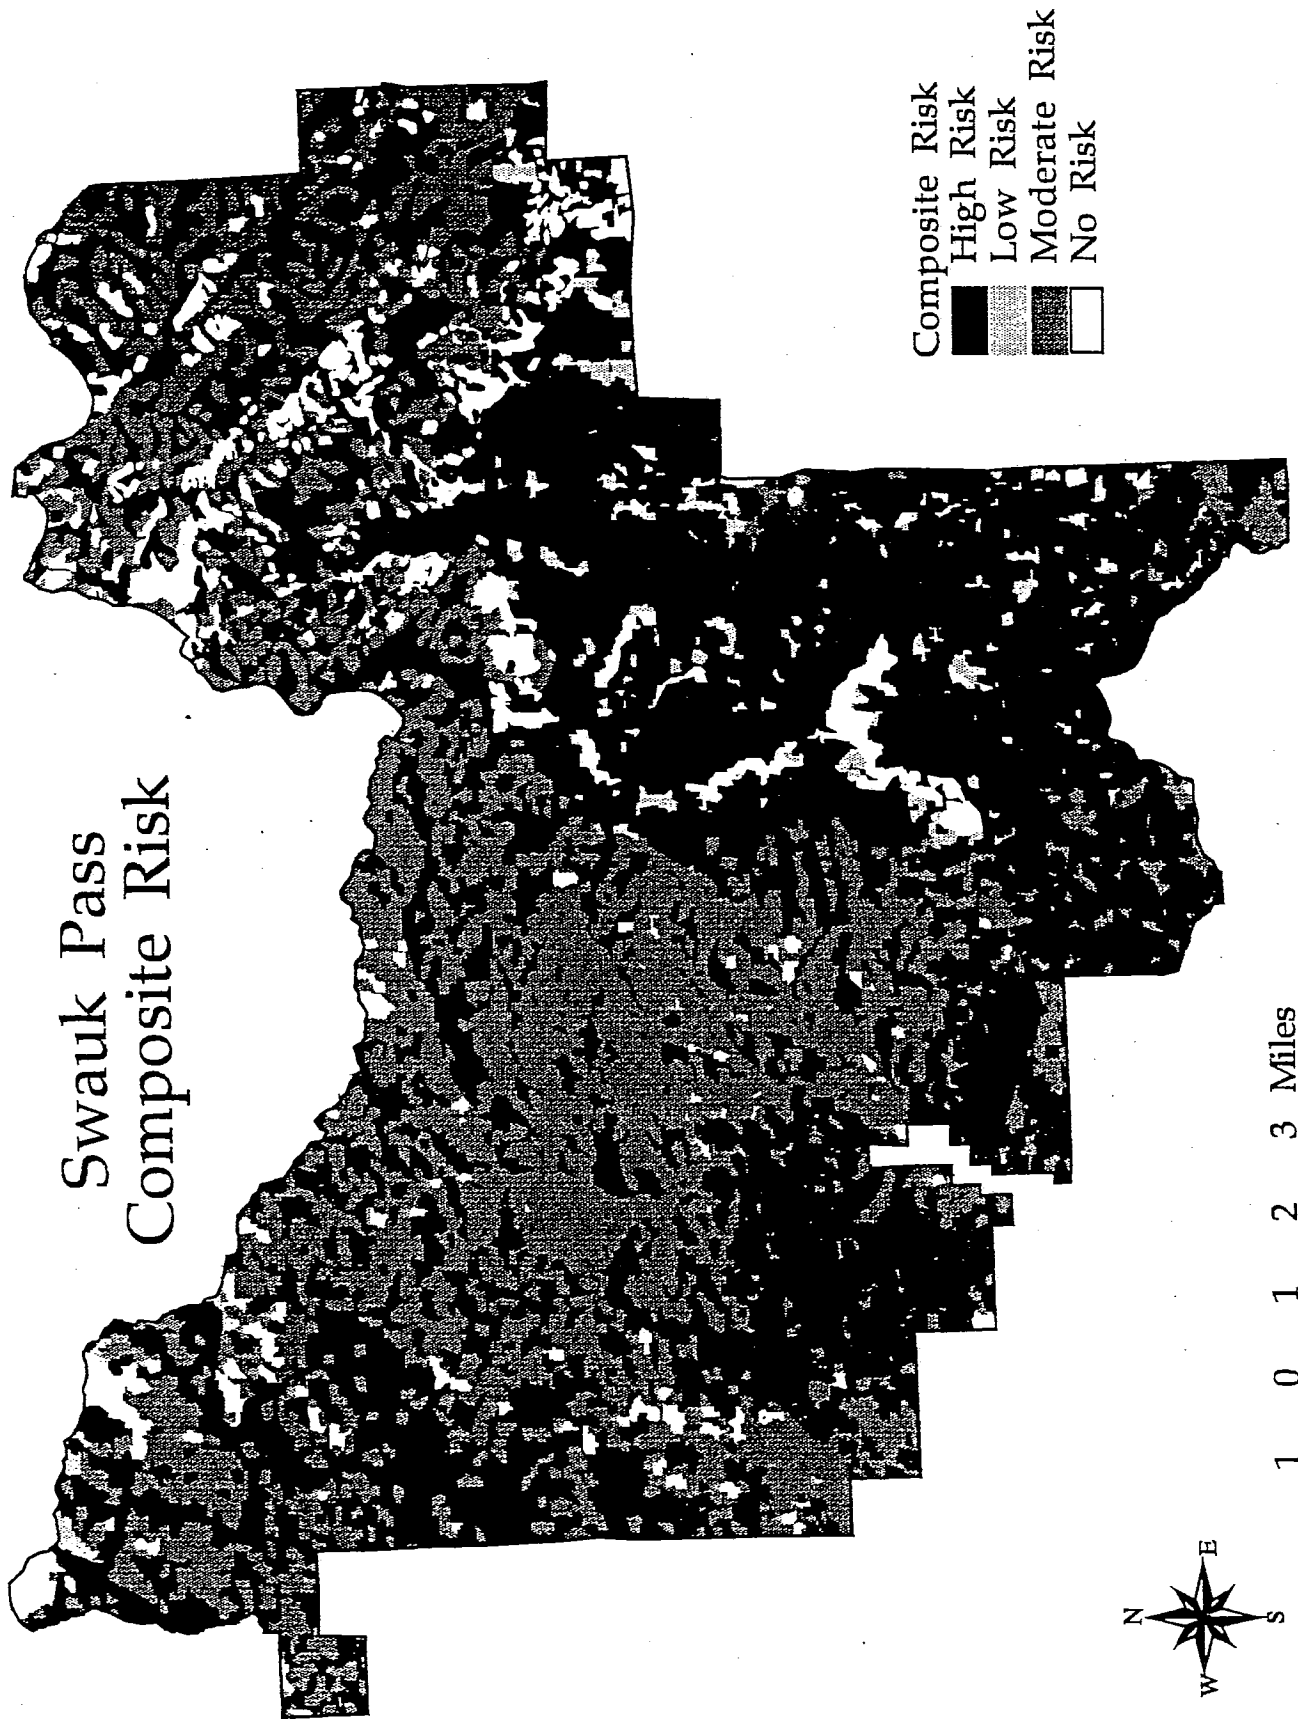 Swauk Pass
Composite Risk
Composite Risk
High Risk
Low Risk
Moderate Risk
No Risk
1 0 1 2 3 Miles
N
W E
S